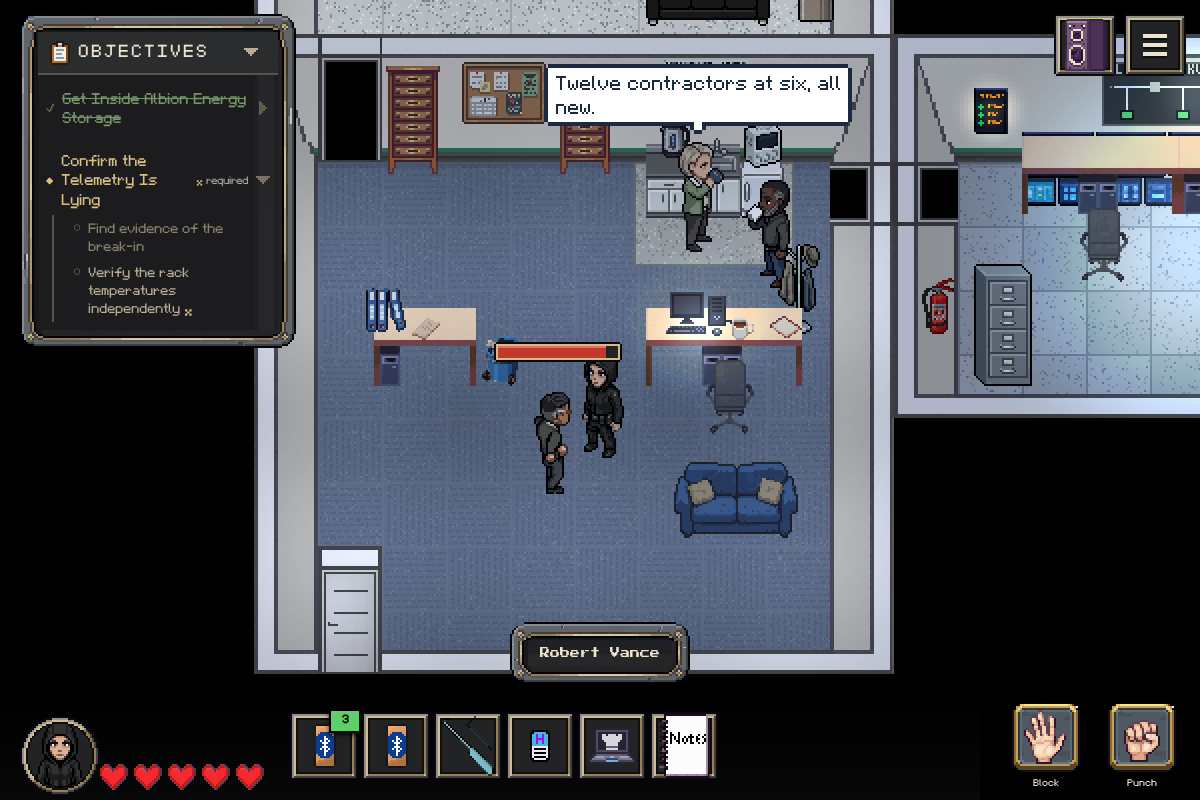 OBJECTIVES
Get Inside Albion Energy
Storage
Confirm the
Telemetry Is
Lying
x required
Find evidence of the
break-in
Verify the rack
temperatures
independently x
Twelve contractors at six, all
new.
Robert Vance
3
H
Notes
Block
Punch